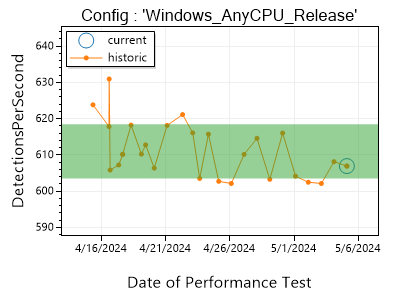 Config : 'Windows_AnyCPU_Release'
current
historic
DetectionsPerSecond
640
630
620
610
600
590
4/16/2024 4/21/2024 4/26/2024 5/1/2024 5/6/2024
Date of Performance Test